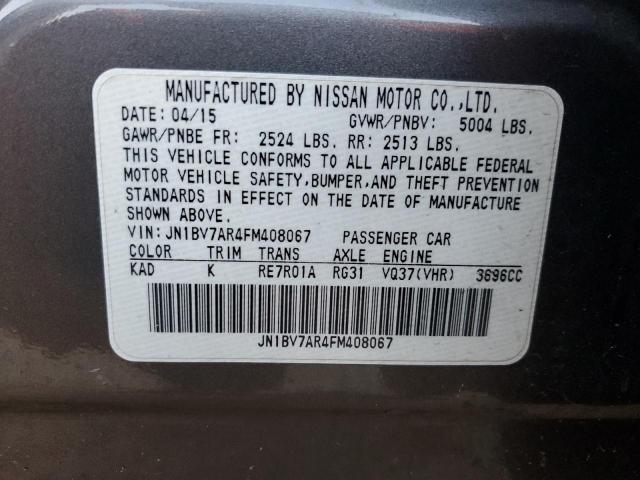 MANUFACTURED BY NISSAN MOTOR CO.,LTD.
DATE: 04/15 GVWR/PNBV: 5004 LBS.
GAWR/PNBE FR: 2524 LBS. RR: 2513 LBS.
THIS VEHICLE CONFORMS TO ALL APPLICABLE FEDERAL
MOTOR VEHICLE SAFETY,BUMPER,AND THEFT PREVENTION
STANDARDS IN EFFECT ON THE DATE OF MANUFACTURE
SHOWN ABOVE.
VIN: JN1BV7AR4FM408067 PASSENGER CAR
COLOR TRIM TRANS AXLE ENGINE
KAD K RE7R01A RG31 VQ37(VHR) 3696CC
JN1BV7AR4FM408067